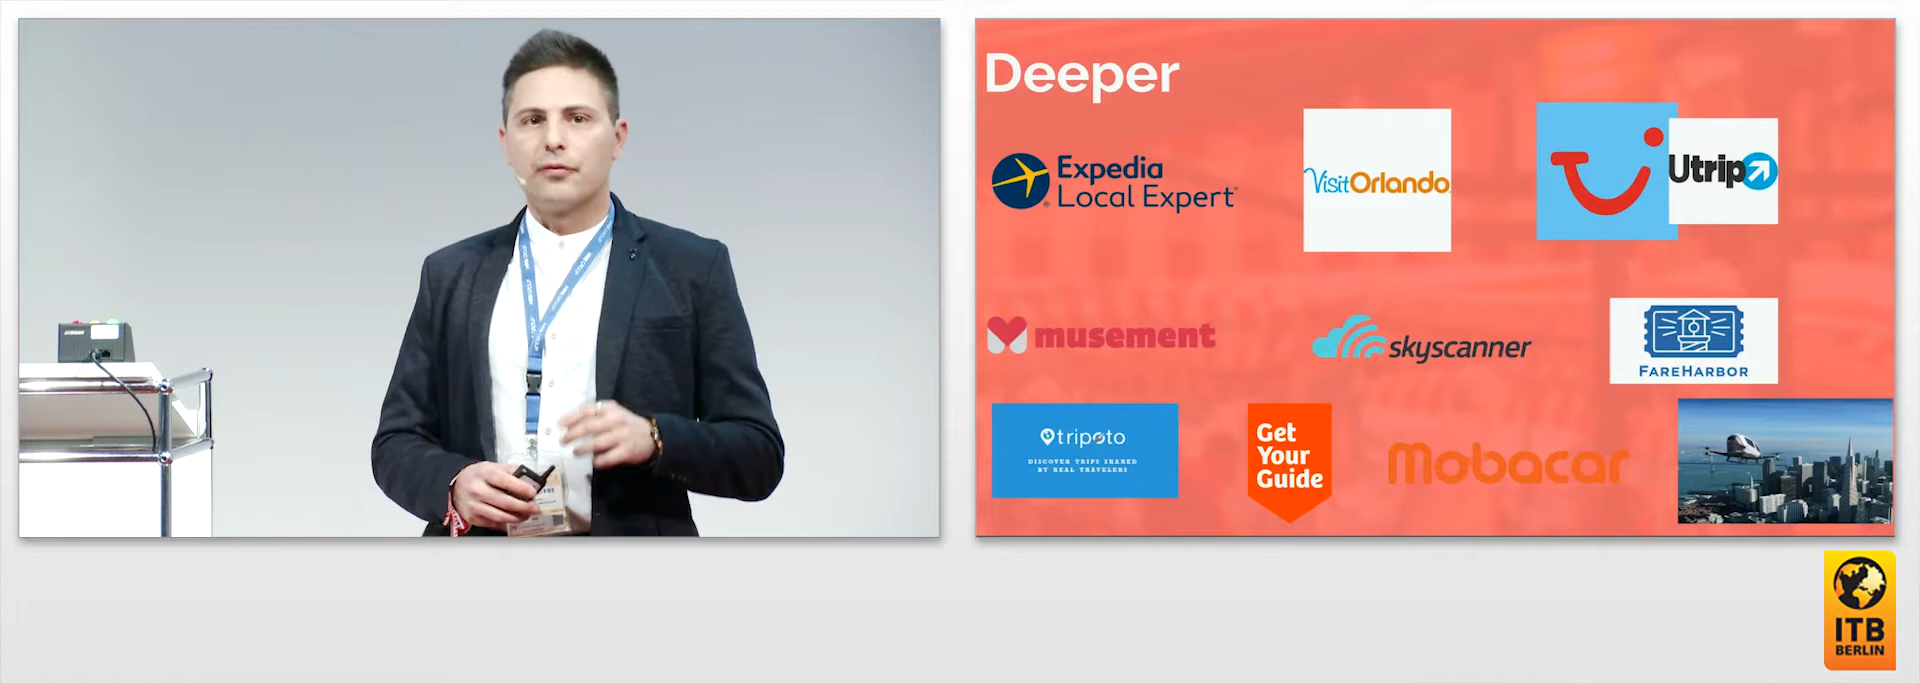 Deeper
Expedia
Local Expert
VisitOrlando
Utrip
musement
skyscanner
FAREHARBOR
tripoto
DISCOVER TRIPS SHARED
BY REAL TRAVELERS
Get
Your
Guide
Mobacar
ITB
BERLIN